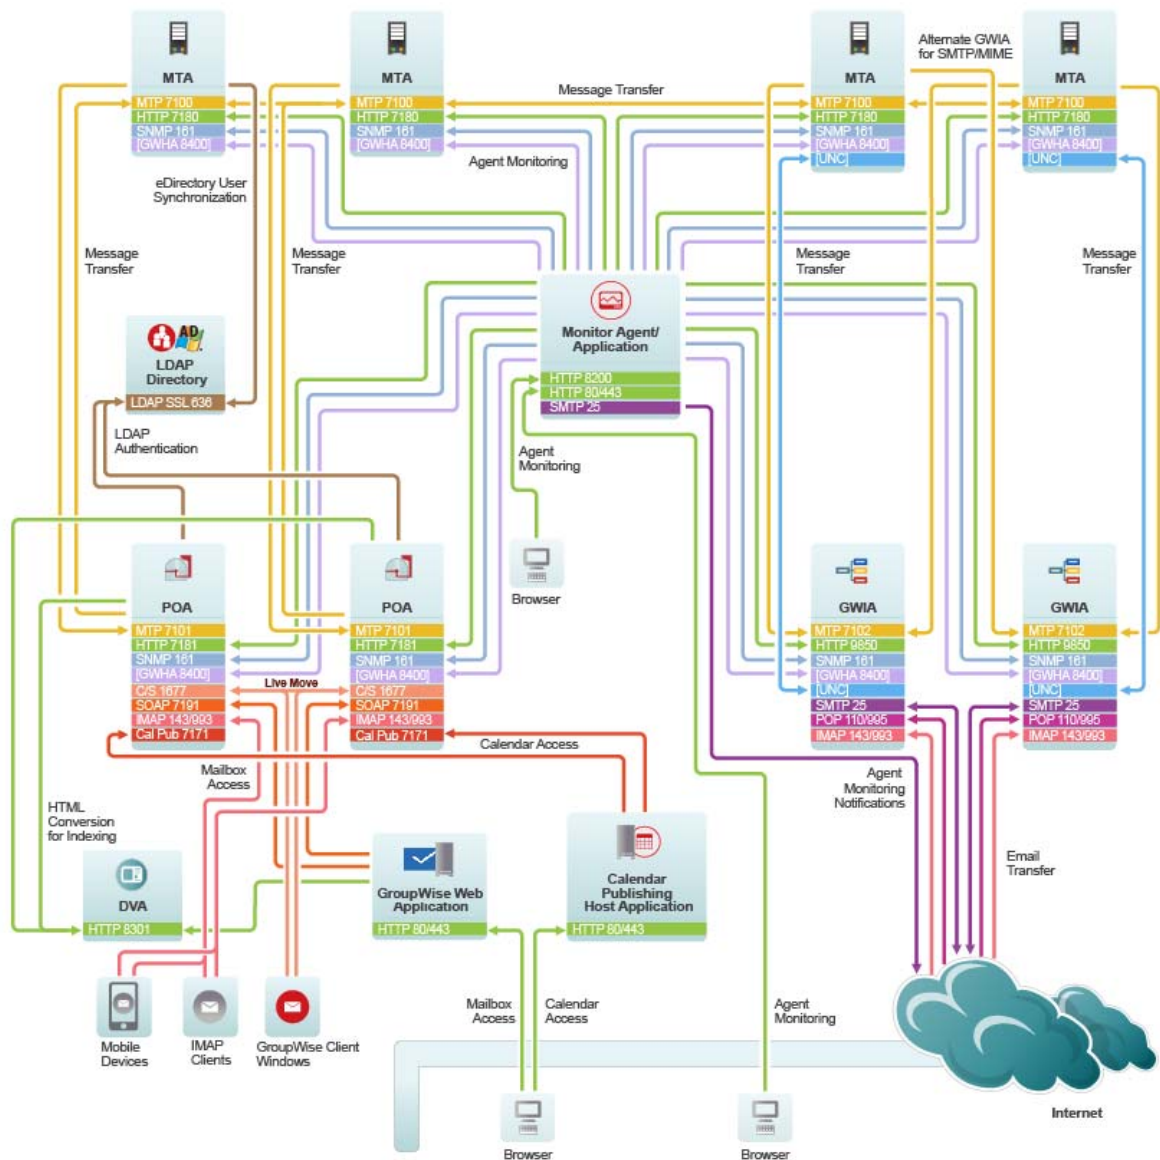 MTA
MTP 7100
HTTP 7180
SNMP 161
[GWHA 8400]
MTA
MTP 7100
HTTP 7180
SNMP 161
[GWHA 8400]
Message Transfer
Agent Monitoring
MTA
MTP 7100
HTTP 7180
SNMP 161
[GWHA 8400]
[UNC]
Alternate GWIA
for SMTP/MIME
MTA
MTP 7100
HTTP 7180
SNMP 161
[GWHA 8400]
[UNC]
eDirectory User
Synchronization
Message
Transfer
Message
Transfer
Message
Transfer
Message
Transfer
Monitor Agent/
Application
HTTP 8200
HTTP 80/443
SMTP 25
AD
LDAP
Directory
LDAP SSL 636
LDAP
Authentication
Agent
Monitoring
Browser
POA
MTP 7101
HTTP 7181
SNMP 161
[GWHA 8400]
C/S 1677
SOAP 7191
IMAP 143/993
Cal Pub 7171
Live Move
POA
MTP 7101
HTTP 7181
SNMP 161
[GWHA 8400]
C/S 1677
SOAP 7191
IMAP 143/993
Cal Pub 7171
GWIA
MTP 7102
HTTP 9850
SNMP 161
[GWHA 8400]
[UNC]
SMTP 25
POP 110/995
IMAP 143/993
GWIA
MTP 7102
HTTP 9850
SNMP 161
[GWHA 8400]
[UNC]
SMTP 25
POP 110/995
IMAP 143/993
Calendar Access
Mailbox
Access
Agent
Monitoring
Notifications
HTML
Conversion
for Indexing
Email
Transfer
DVA
HTTP 8301
GroupWise Web
Application
HTTP 80/443
Calendar
Publishing
Host Application
HTTP 80/443
Mobile
Devices
IMAP
Clients
GroupWise Client
Windows
Mailbox
Access
Calendar
Access
Agent
Monitoring
Internet
Browser
Browser